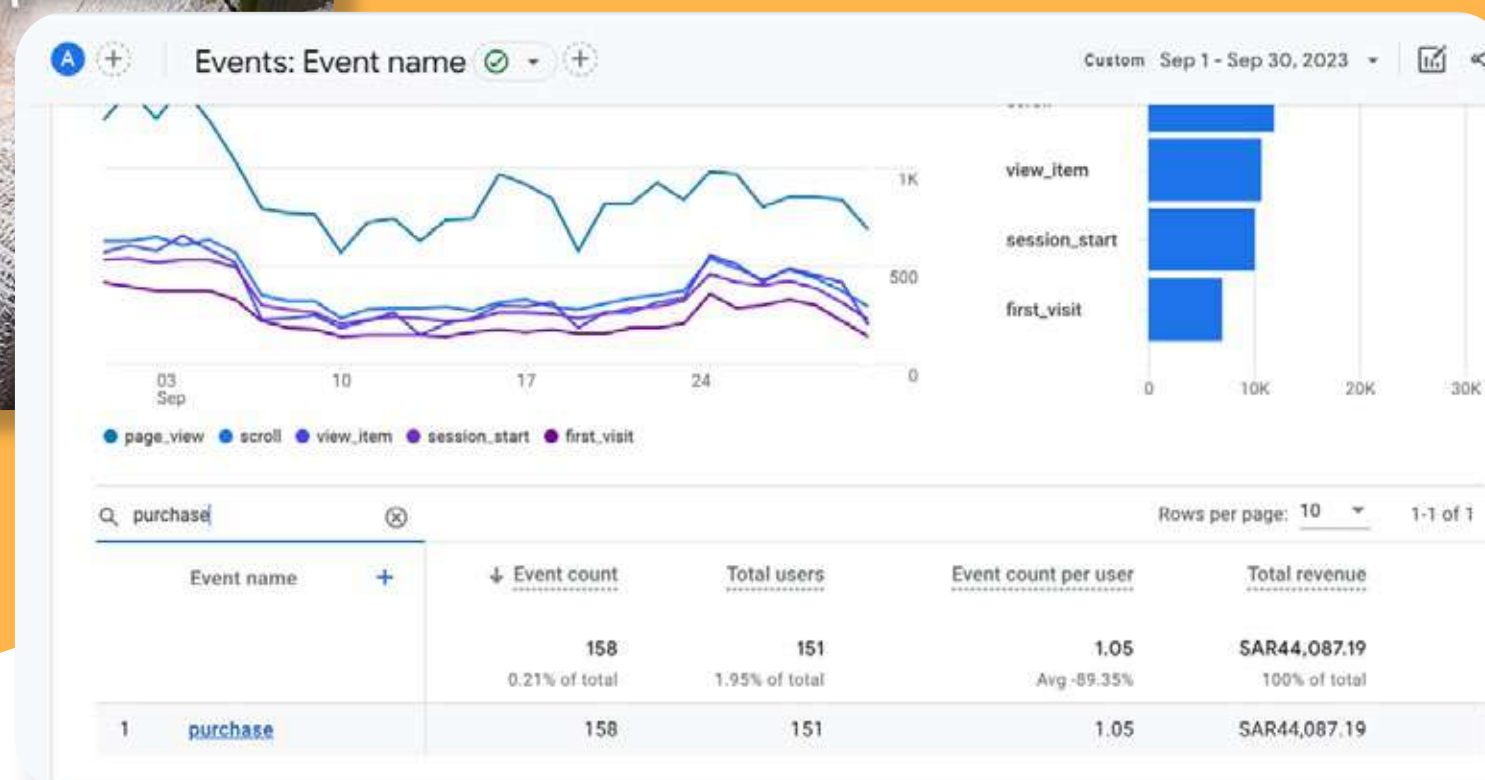 A
Events: Event name
Custom Sep 1 - Sep 30, 2023
1K
500
0
03
Sep
10
17
24
page_view scroll view_item session_start first_visit
view_item
session_start
first_visit
0 10K 20K 30K
purchase
Rows per page: 10 1-1 of 1
Event name + ↓ Event count Total users Event count per user Total revenue
158 151 1.05 SAR44,087.19
0.21% of total 1.95% of total Avg -89.35% 100% of total
1 purchase 158 151 1.05 SAR44,087.19